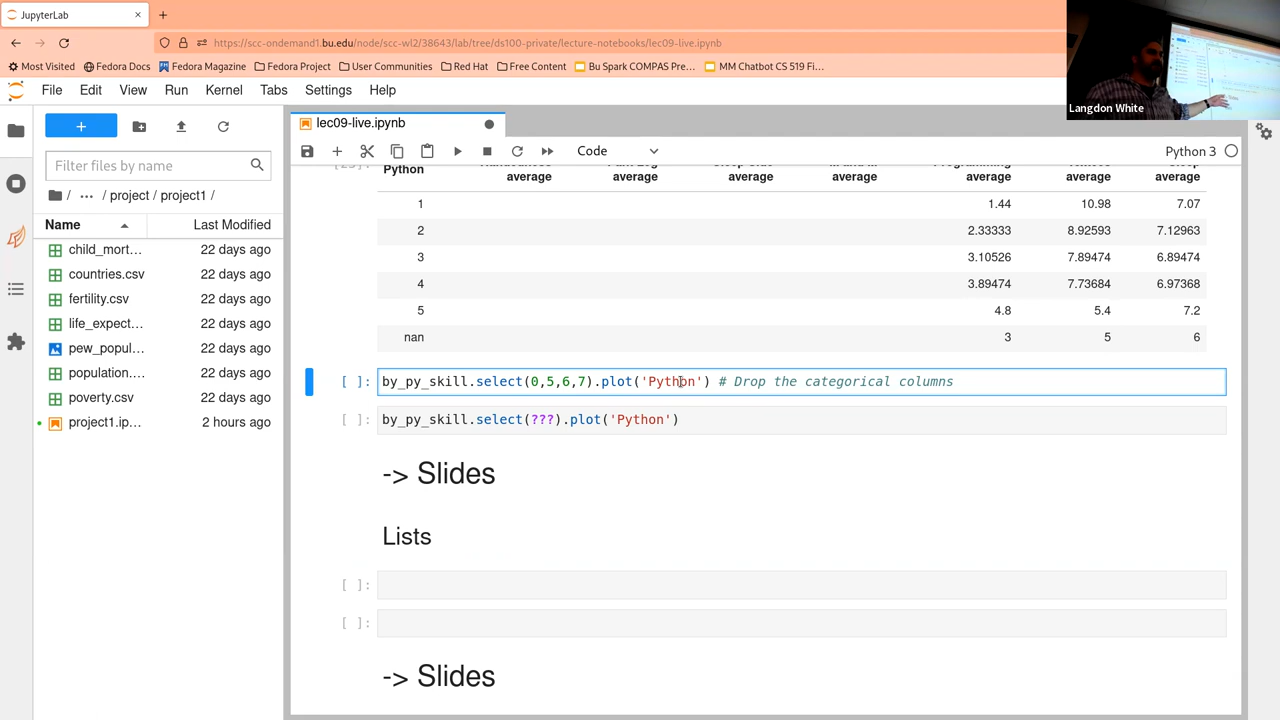 JupyterLab
https://scc-ondemand1.bu.edu/node/scc-wl2/38643/lab/tree/ds100-private/lecture-notebooks/lec09-live.ipynb
Most Visited Fedora Docs Fedora Magazine Fedora Project User Communities Red Hat Free Content Bu Spark COMPAS Pre… MM Chatbot CS 519 Fi…
Langdon White
File Edit View Run Kernel Tabs Settings Help
lec09-live.ipynb
Filter files by name
Code
Python 3
/ ... / project / project1 /
Name Last Modified
child_mort… 22 days ago
countries.csv 22 days ago
fertility.csv 22 days ago
life_expect… 22 days ago
pew_popul… 22 days ago
population.… 22 days ago
poverty.csv 22 days ago
project1.ip… 2 hours ago
Python average average average average average average average
1 1.44 10.98 7.07
2 2.33333 8.92593 7.12963
3 3.10526 7.89474 6.89474
4 3.89474 7.73684 6.97368
5 4.8 5.4 7.2
nan 3 5 6
[ ]: by_py_skill.select(0,5,6,7).plot('Python') # Drop the categorical columns
[ ]: by_py_skill.select(???).plot('Python')
-> Slides
Lists
[ ]:
[ ]:
-> Slides